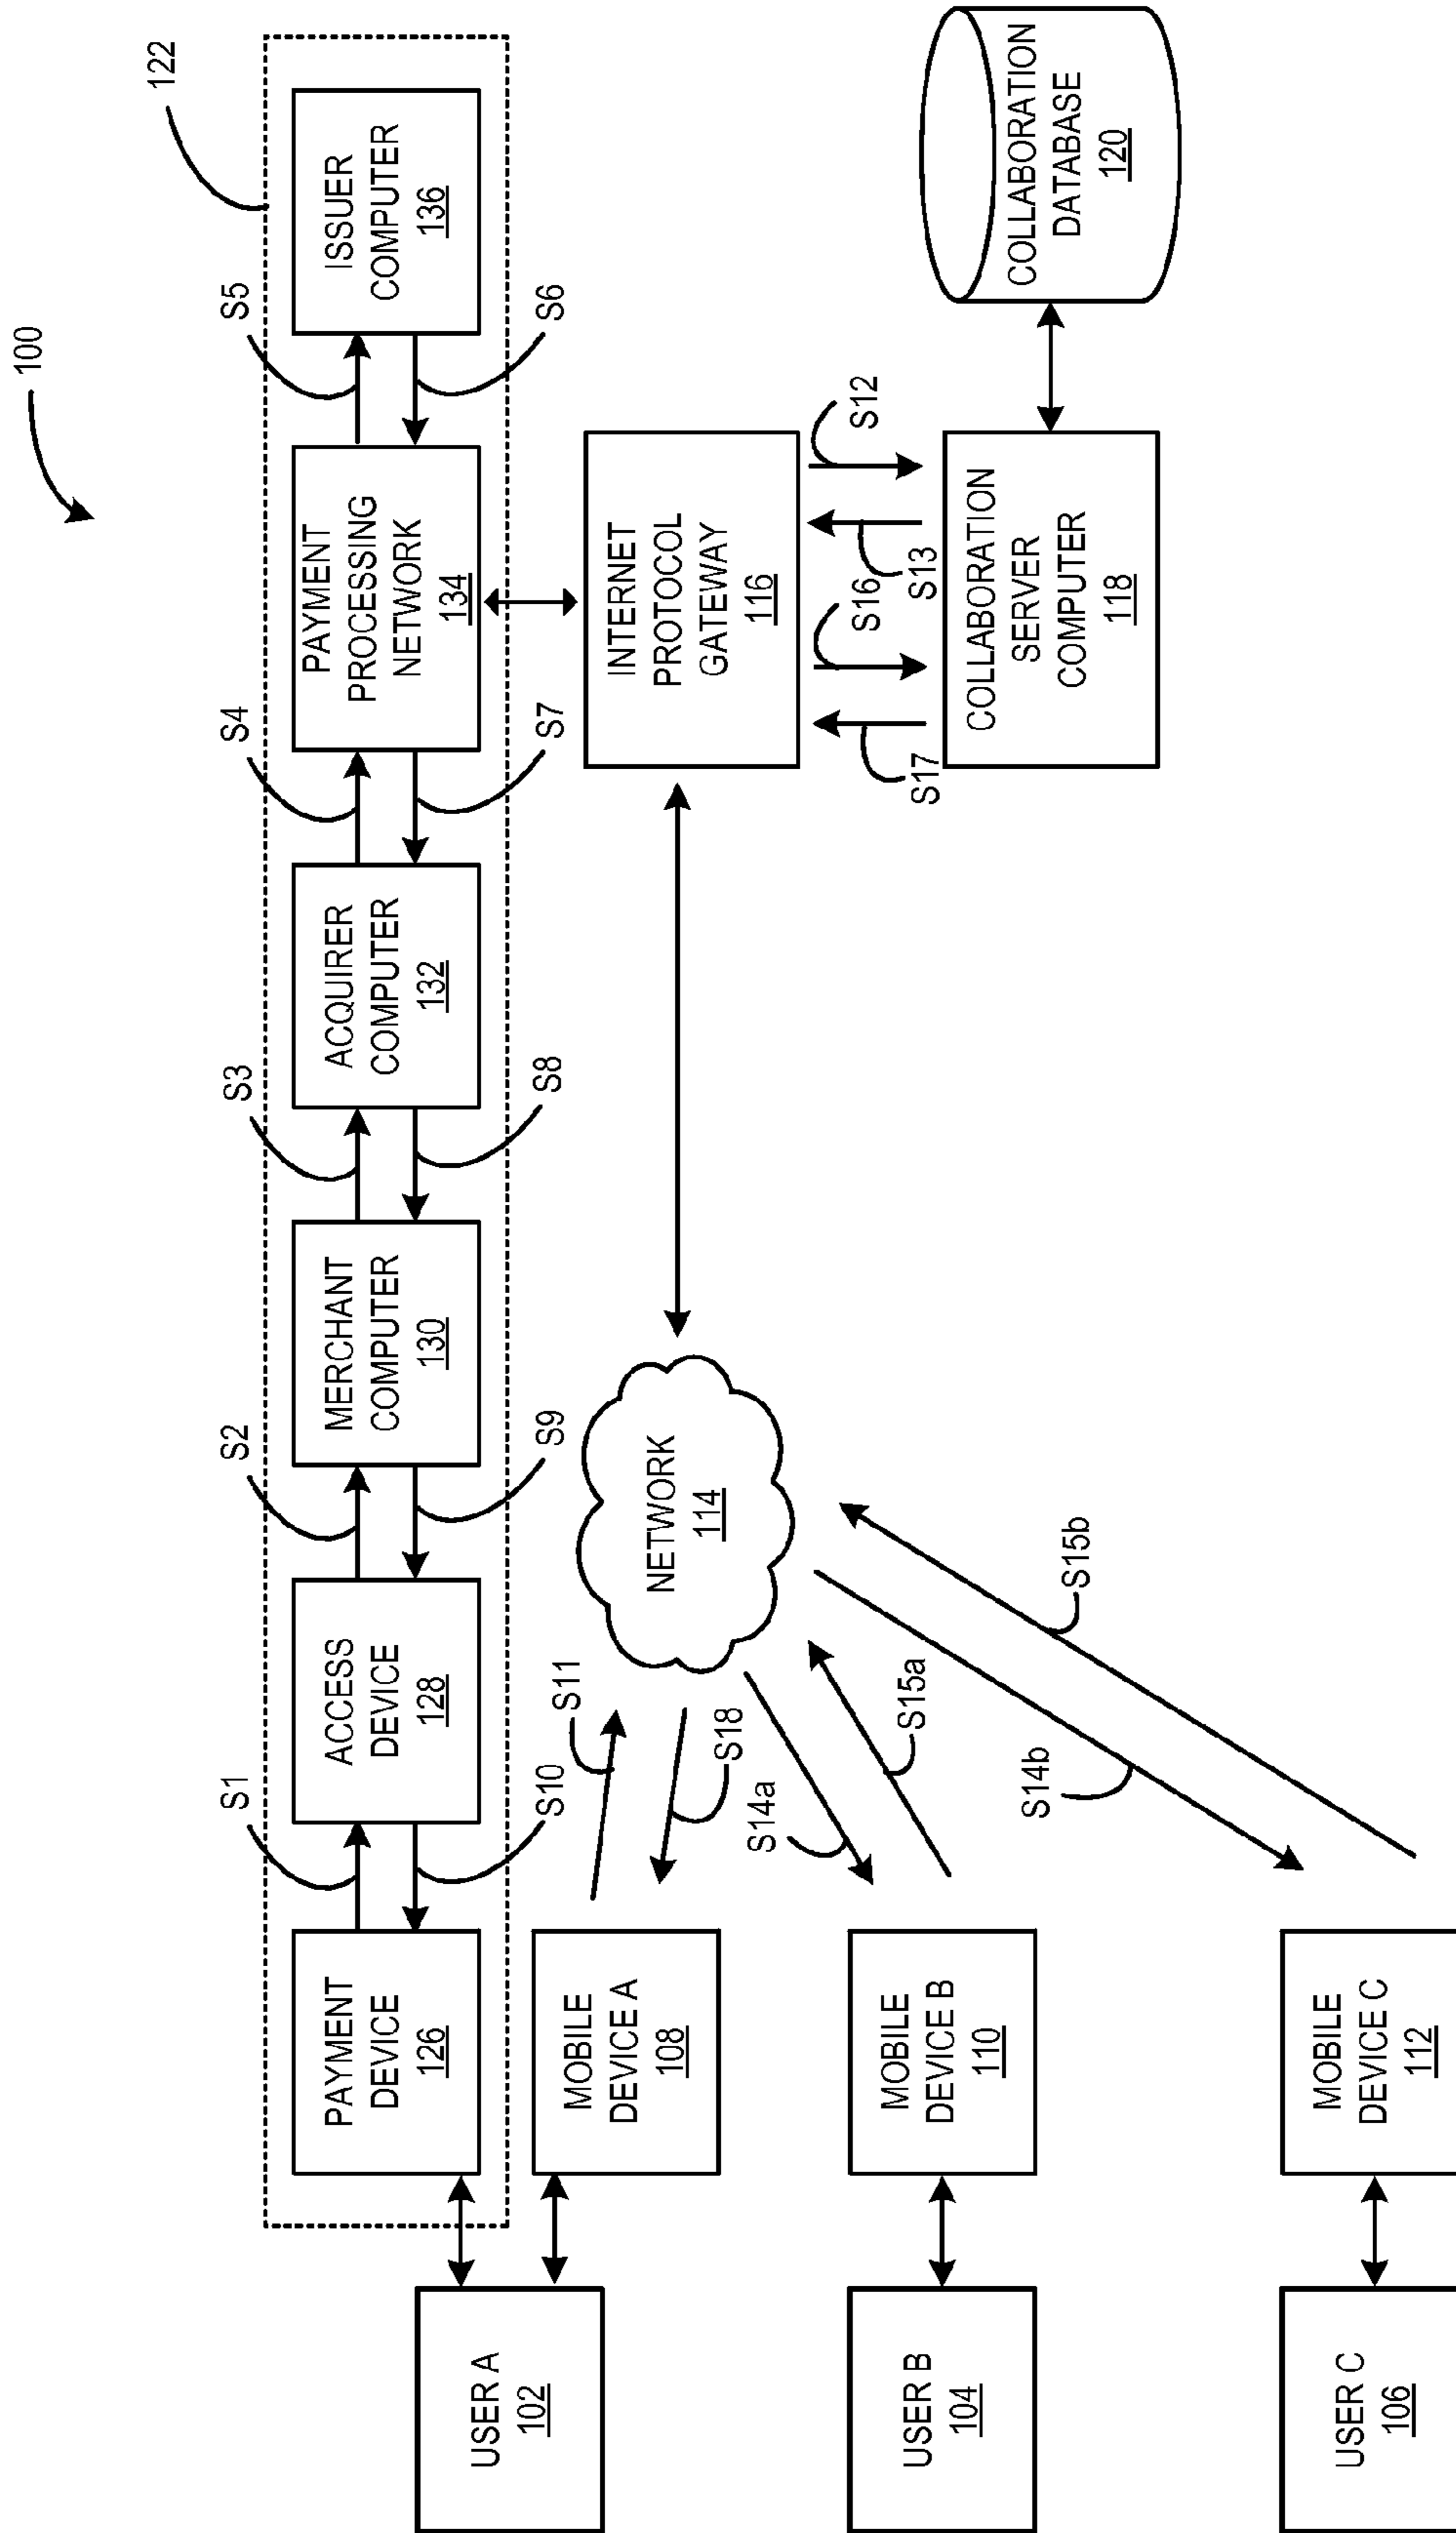 100
122
S1
S2
S3
S4
S5
PAYMENT
DEVICE
126
ACCESS
DEVICE
128
MERCHANT
COMPUTER
130
ACQUIRER
COMPUTER
132
PAYMENT
PROCESSING
NETWORK
134
ISSUER
COMPUTER
136
S10
S9
S8
S7
S6
USER A
102
MOBILE
DEVICE A
108
S11
S18
NETWORK
114
INTERNET
PROTOCOL
GATEWAY
116
S14a
S15a
S17
S16
S13
S12
USER B
104
MOBILE
DEVICE B
110
S14b
S15b
COLLABORATION
SERVER
COMPUTER
118
COLLABORATION
DATABASE
120
USER C
106
MOBILE
DEVICE C
112